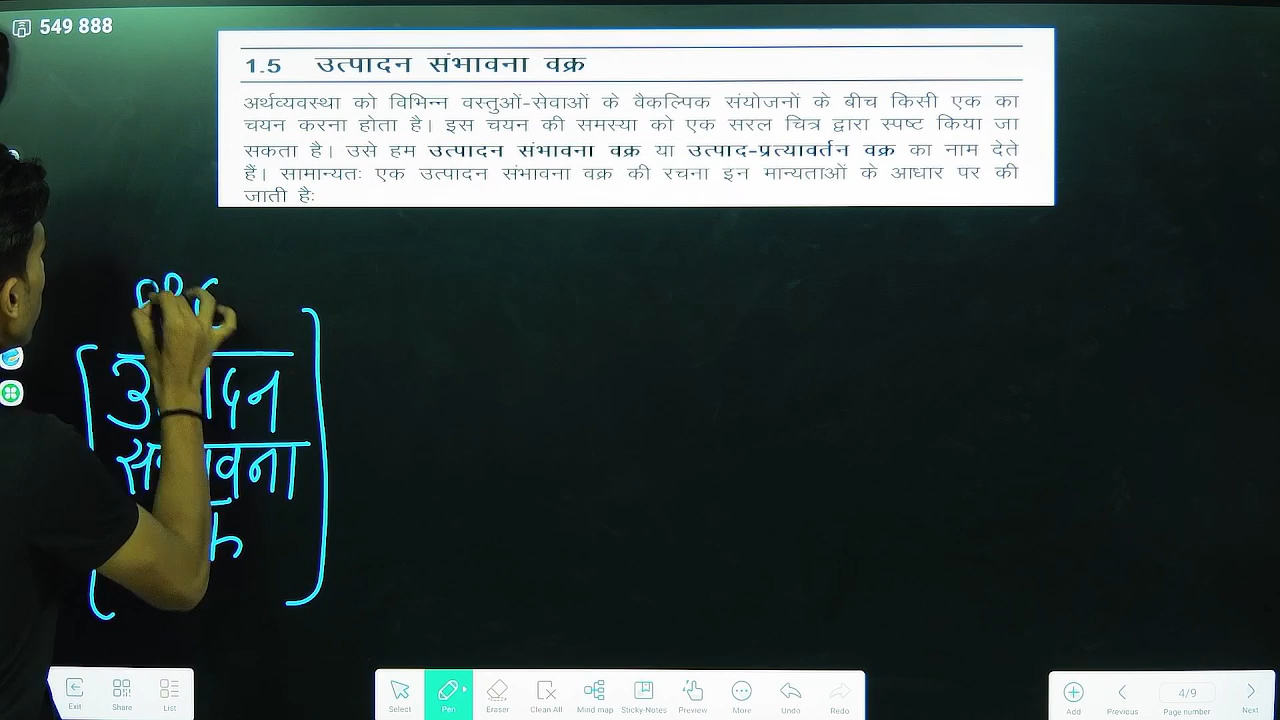 549 888
1.5 उत्पादन संभावना वक्र
अर्थव्यवस्था को विभिन्न वस्तुओं-सेवाओं के वैकल्पिक संयोजनों के बीच किसी एक का
चयन करना होता है। इस चयन की समस्या को एक सरल चित्र द्वारा स्पष्ट किया जा
सकता है। उसे हम उत्पादन संभावना वक्र या उत्पाद-प्रत्यावर्तन वक्र का नाम देते
हैं। सामान्यतः एक उत्पादन संभावना वक्र की रचना इन मान्यताओं के आधार पर की
जाती हैः
Exit Share List Select Pen Eraser Clean All Mind map Sticky-Notes Preview More Undo Redo Add Previous 4/9 Page number Next